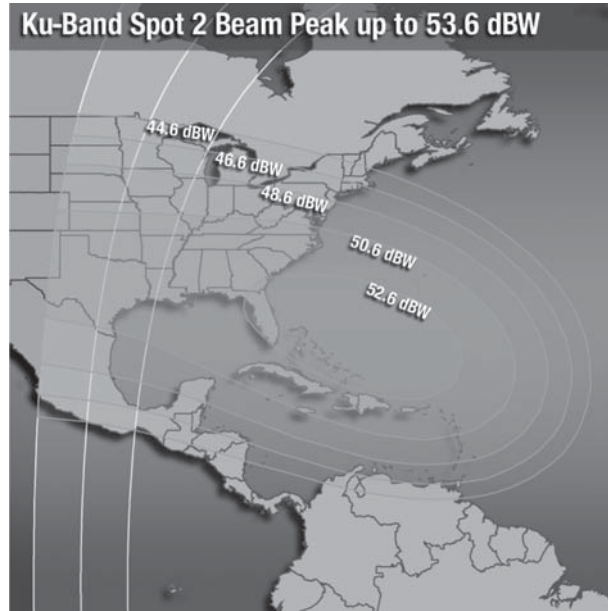 Ku-Band Spot 2 Beam Peak up to 53.6 dBW
44.6 dBW
46.6 dBW
48.6 dBW
50.6 dBW
52.6 dBW